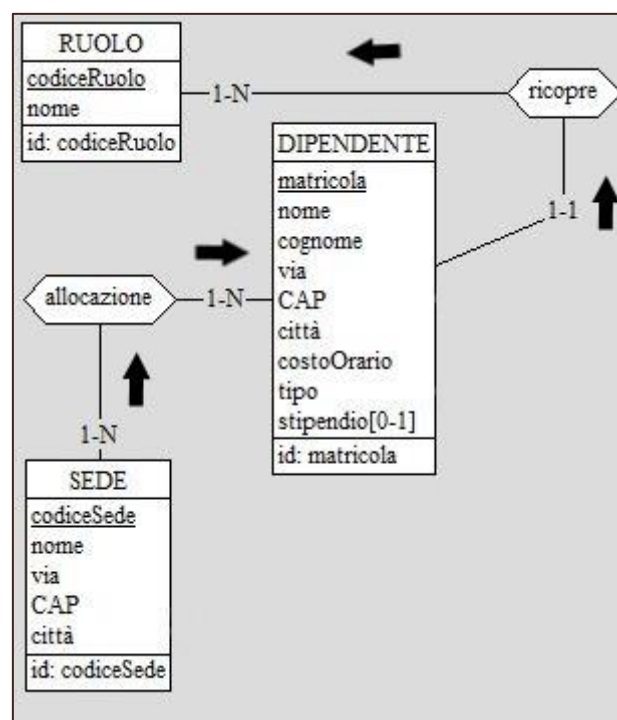 RUOLO
codiceRuolo
nome
id: codiceRuolo
1-N
ricopre
DIPENDENTE
matricola
nome
cognome
via
CAP
città
costoOrario
tipo
stipendio[0-1]
id: matricola
1-1
allocazione
1-N
1-N
SEDE
codiceSede
nome
via
CAP
città
id: codiceSede